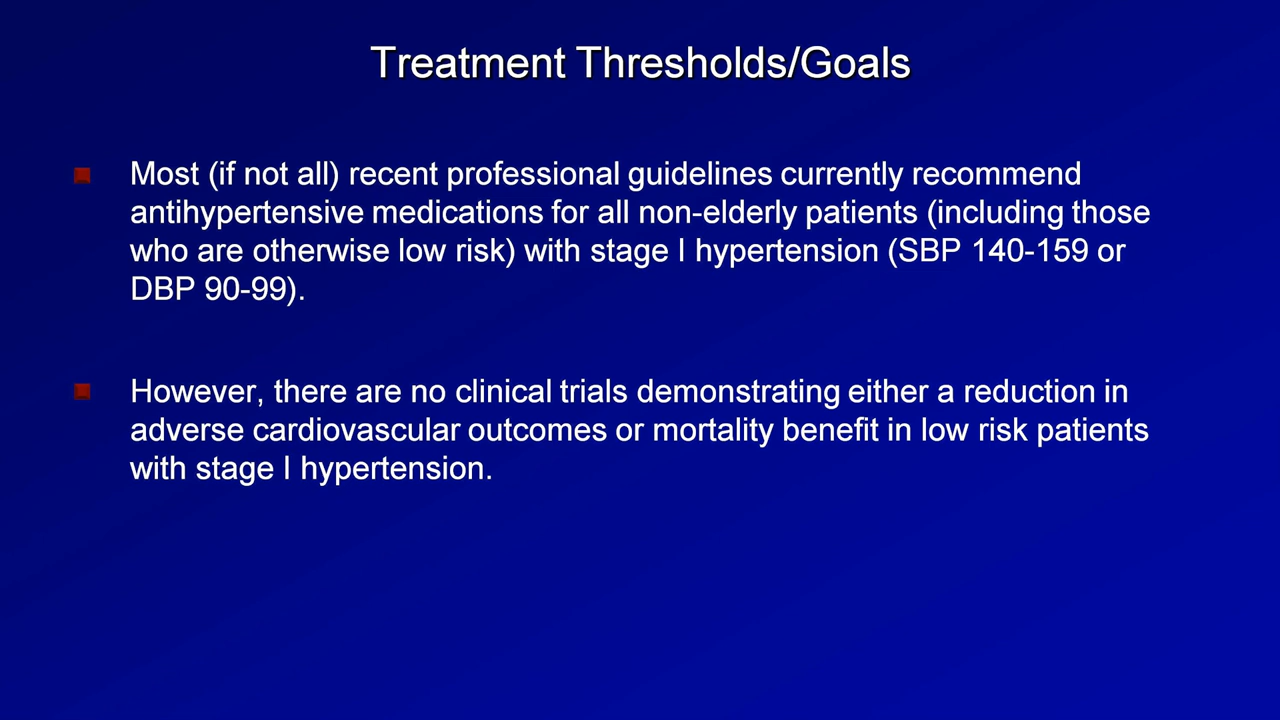 Treatment Thresholds/Goals
Most (if not all) recent professional guidelines currently recommend
antihypertensive medications for all non-elderly patients (including those
who are otherwise low risk) with stage I hypertension (SBP 140-159 or
DBP 90-99).
However, there are no clinical trials demonstrating either a reduction in
adverse cardiovascular outcomes or mortality benefit in low risk patients
with stage I hypertension.